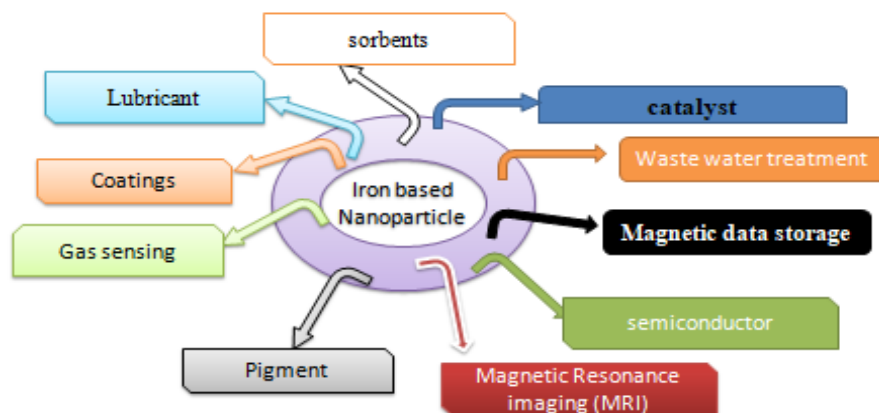 sorbents
Lubricant
catalyst
Waste water treatment
Coatings
Iron based
Nanoparticle
Gas sensing
Magnetic data storage
semiconductor
Pigment
Magnetic Resonance
imaging (MRI)